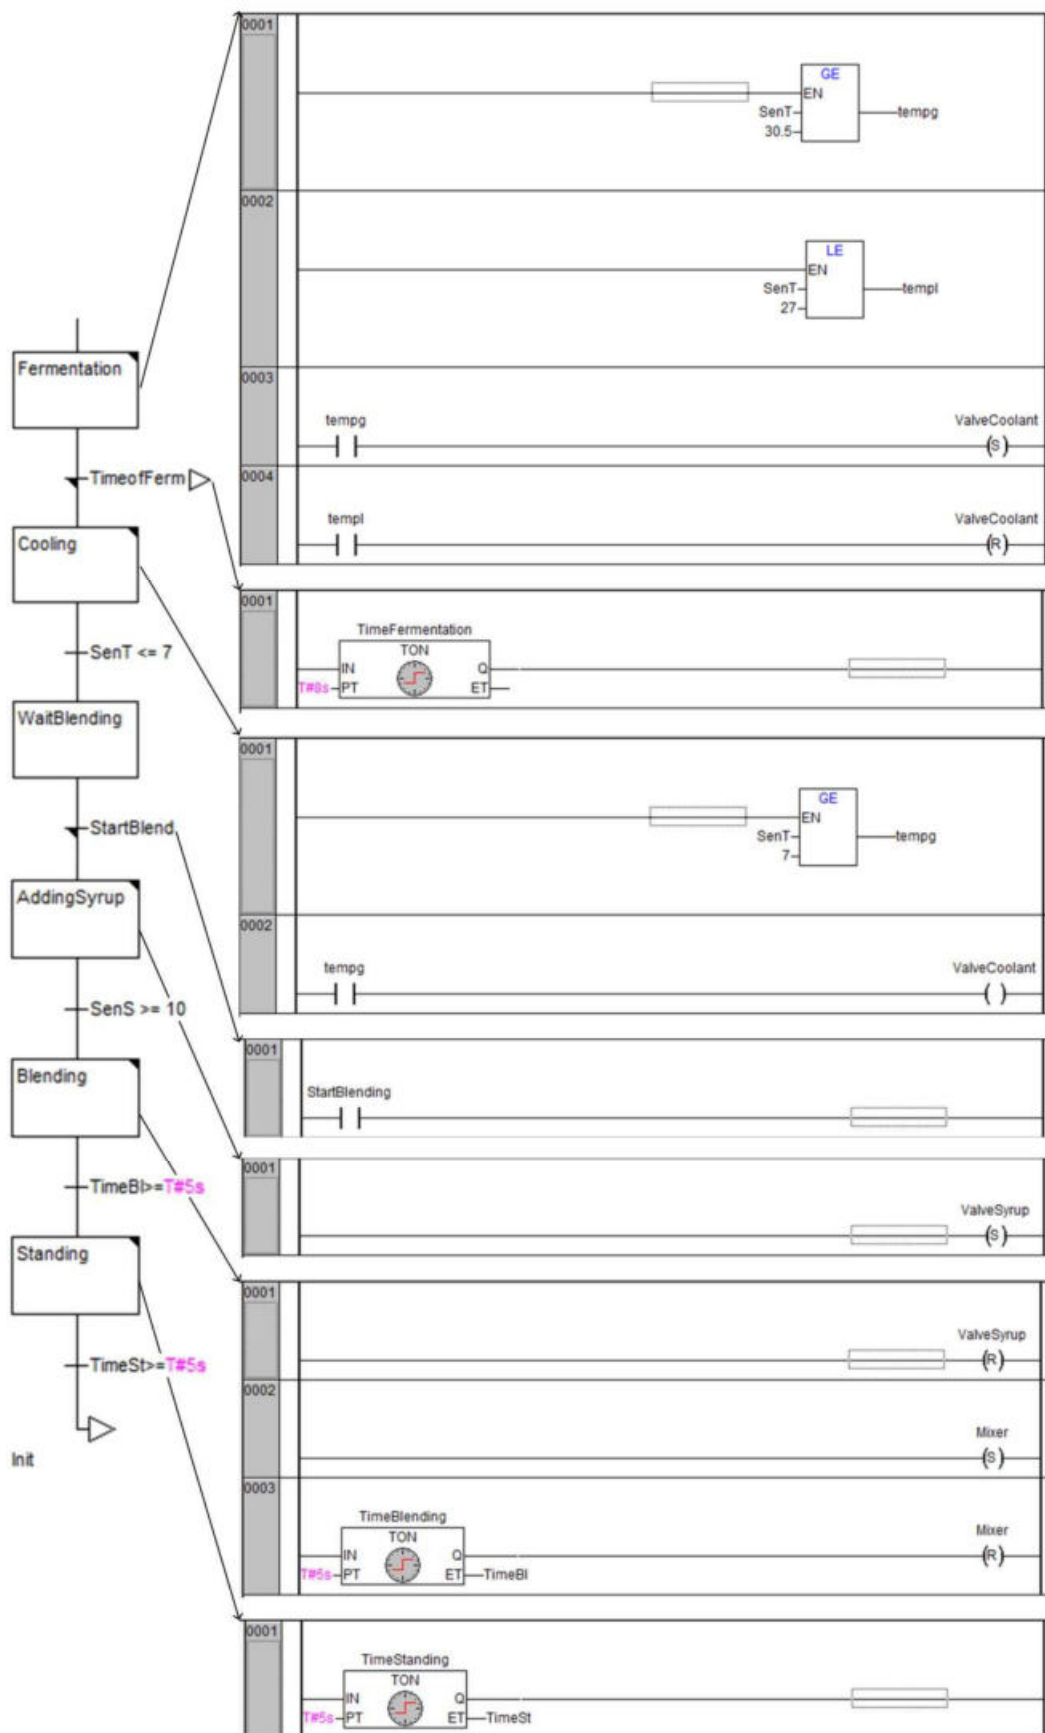 Fermentation
TimeofFerm
Cooling
SenT <= 7
WaitBlending
StartBlend
AddingSyrup
SenS >= 10
Blending
TimeBl>=T#5s
Standing
TimeSt>=T#5s
Init
0001
GE
EN
SenT
30.5
tempg
0002
LE
EN
SenT
27
templ
0003
tempg
ValveCoolant
(S)
0004
templ
ValveCoolant
(R)
0001
TimeFermentation
TON
IN Q
T#8s PT ET
0001
GE
EN
SenT
7
tempg
0002
tempg
ValveCoolant
( )
0001
StartBlending
0001
ValveSyrup
(S)
0001
ValveSyrup
(R)
0002
Mixer
(S)
0003
TimeBlending
TON
Mixer
IN Q (R)
T#5s PT ET TimeBl
0001
TimeStanding
TON
IN Q
T#5s PT ET TimeSt